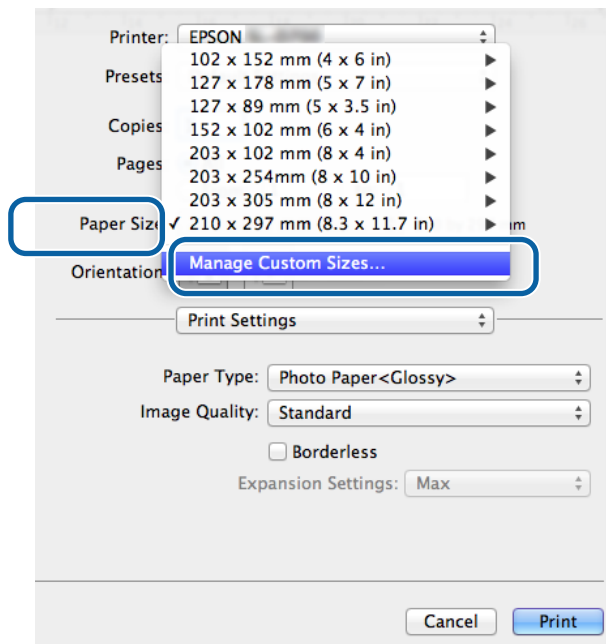 Printer: EPSON
102 x 152 mm (4 x 6 in)
Presets
127 x 178 mm (5 x 7 in)
127 x 89 mm (5 x 3.5 in)
Copies
152 x 102 mm (6 x 4 in)
Pages
203 x 102 mm (8 x 4 in)
203 x 254mm (8 x 10 in)
203 x 305 mm (8 x 12 in)
Paper Size ✓ 210 x 297 mm (8.3 x 11.7 in) mm
Manage Custom Sizes...
Orientation
Print Settings
Paper Type: Photo Paper<Glossy>
Image Quality: Standard
Borderless
Expansion Settings: Max
Cancel Print